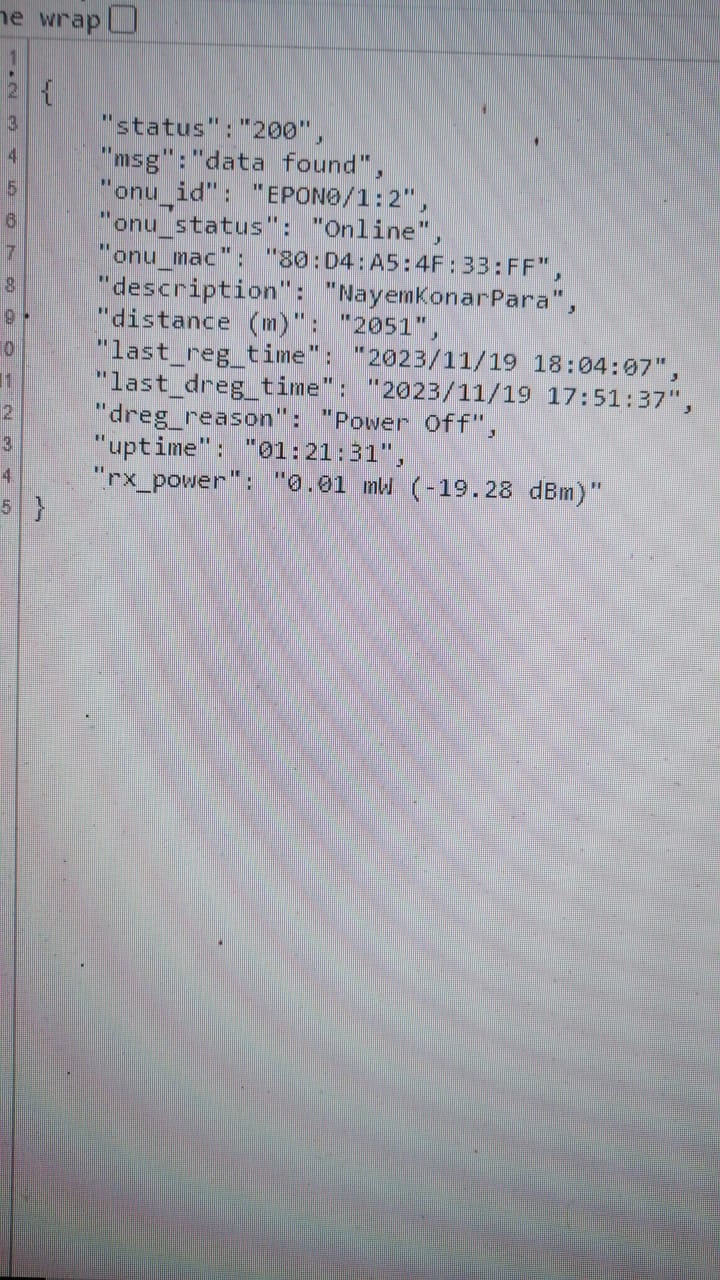 ne wrap
1
2 {
3 "status":"200",
4 "msg":"data found",
5 "onu_id": "EPON0/1:2",
6 "onu_status": "Online",
7 "onu_mac": "80:D4:A5:4F:33:FF",
8 "description": "NayemKonarPara",
9 "distance (m)": "2051",
0 "last_reg_time": "2023/11/19 18:04:07",
1 "last_dreg_time": "2023/11/19 17:51:37",
2 "dreg_reason": "Power Off",
3 "uptime": "01:21:31",
4 "rx_power": "0.01 mW (-19.28 dBm)"
5 }